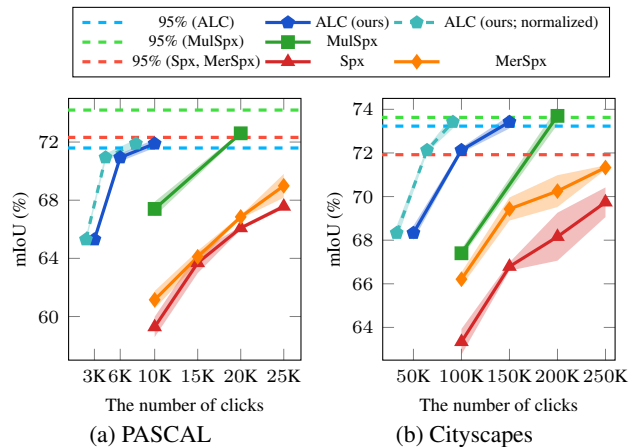 95% (ALC) ALC (ours) ALC (ours; normalized)
95% (MulSpx) MulSpx
95% (Spx, MerSpx) Spx MerSpx
mIoU (%)
72
68
64
60
3K 6K 10K 15K 20K 25K
The number of clicks
(a) PASCAL
mIoU (%)
74
72
70
68
66
64
50K 100K 150K 200K 250K
The number of clicks
(b) Cityscapes